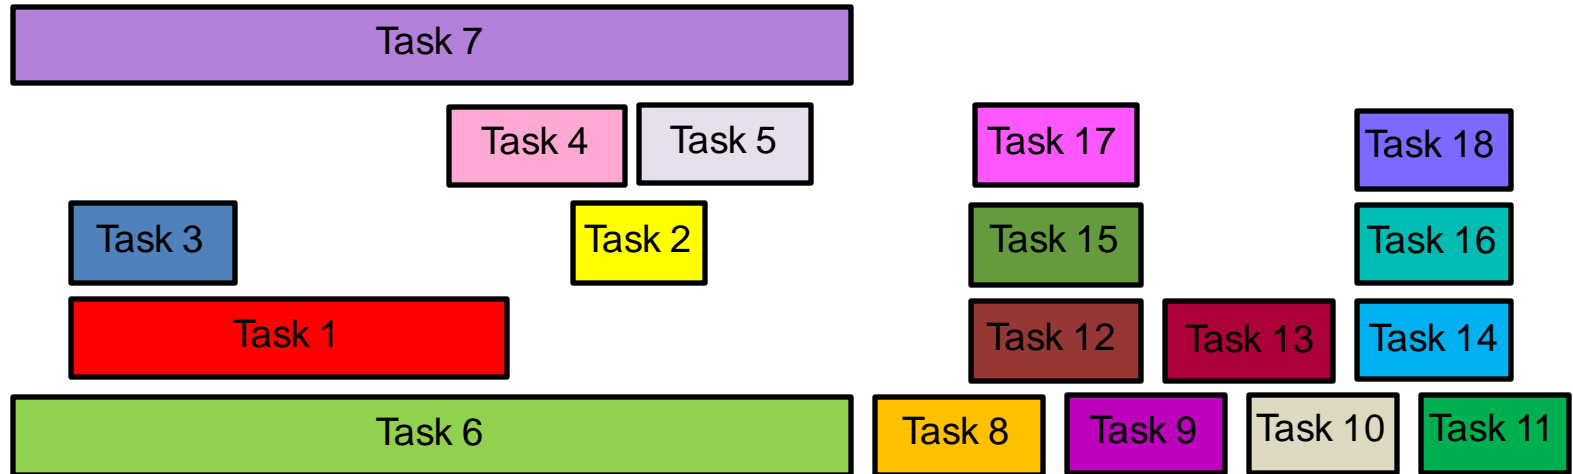 Task 7
Task 4
Task 5
Task 17
Task 18
Task 3
Task 2
Task 15
Task 16
Task 1
Task 12
Task 13
Task 14
Task 6
Task 8
Task 9
Task 10
Task 11